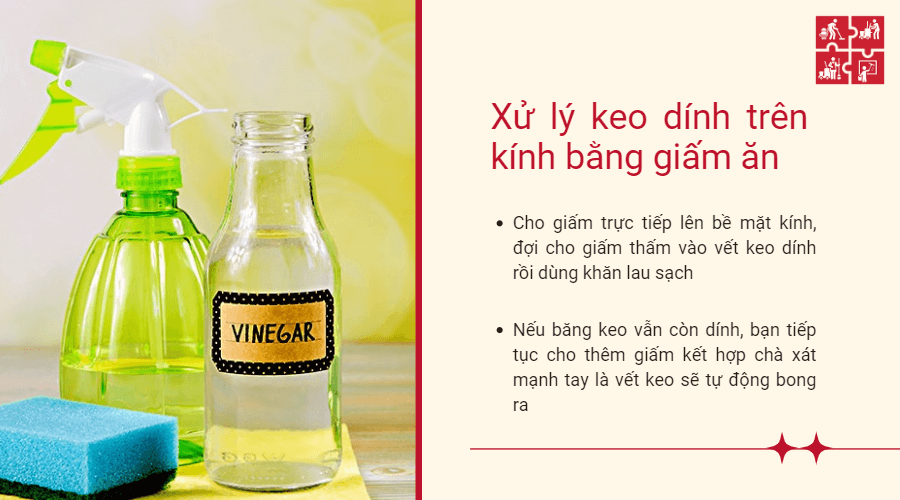 VINEGAR
Xử lý keo dính trên
kính bằng giấm ăn
Cho giấm trực tiếp lên bề mặt kính,
đợi cho giấm thấm vào vết keo dính
rồi dùng khăn lau sạch
Nếu băng keo vẫn còn dính, bạn tiếp
tục cho thêm giấm kết hợp chà xát
mạnh tay là vết keo sẽ tự động bong
ra